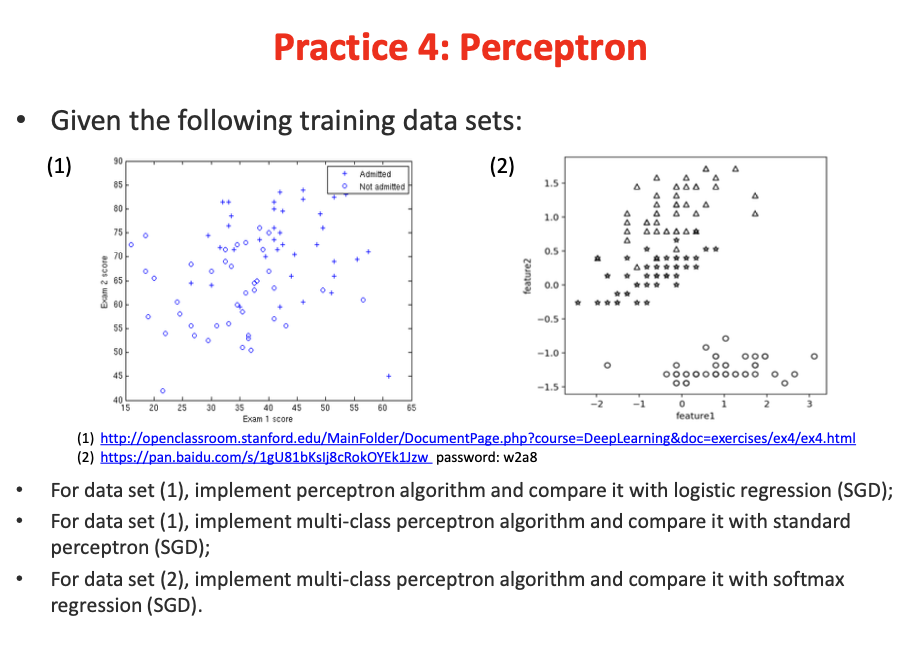 Practice 4: Perceptron
• Given the following training data sets:
(1)
90
85
80
75
70
65
60
55
50
45
40
Exam 2 score
Admitted
Not admitted
15 20 25 30 35 40 45 50 55 60 65
Exam 1 score
(2)
1.5
1.0
0.5
0.0
−0.5
−1.0
−1.5
feature2
−2 −1 0 1 2 3
feature1
(1) http://openclassroom.stanford.edu/MainFolder/DocumentPage.php?course=DeepLearning&doc=exercises/ex4/ex4.html
(2) https://pan.baidu.com/s/1gU81bKslj8cRokOYEk1Jzw password: w2a8
• For data set (1), implement perceptron algorithm and compare it with logistic regression (SGD);
• For data set (1), implement multi-class perceptron algorithm and compare it with standard
perceptron (SGD);
• For data set (2), implement multi-class perceptron algorithm and compare it with softmax
regression (SGD).